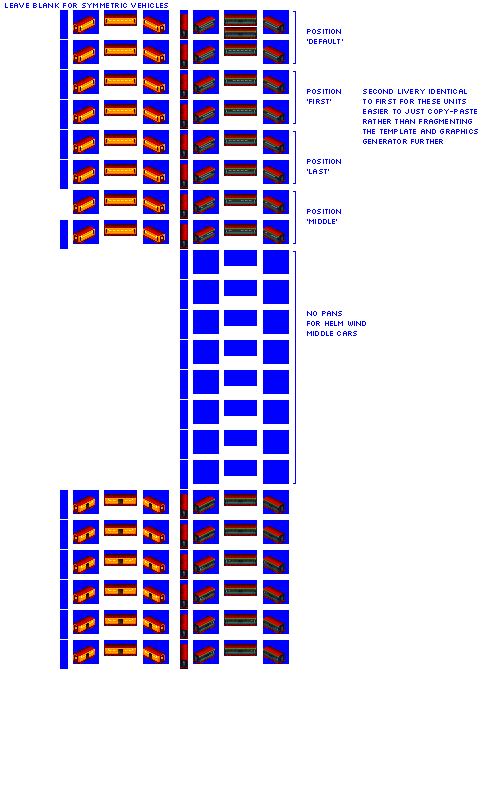 LEAVE BLANK FOR SYMMETRIC VEHICLES
POSITION
'DEFAULT'
POSITION
'FIRST'
SECOND LIVERY IDENTICAL
TO FIRST FOR THESE UNITS
EASIER TO JUST COPY-PASTE
RATHER THAN FRAGMENTING
THE TEMPLATE AND GRAPHICS
GENERATOR FURTHER
POSITION
'LAST'
POSITION
'MIDDLE'
NO PANS
FOR HELM WIND
MIDDLE CARS